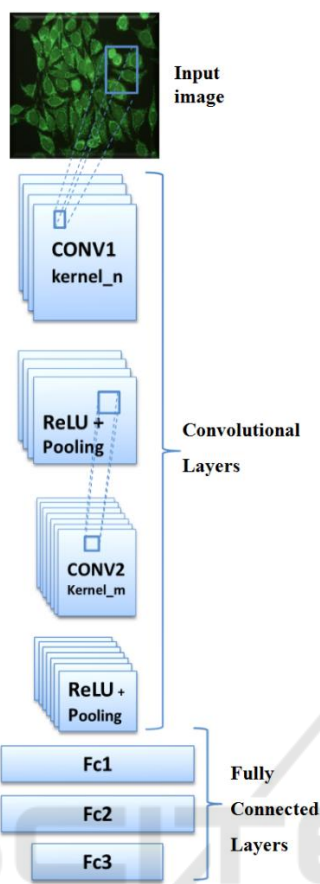 Input
image
CONV1
kernel_n
ReLU +
Pooling
Convolutional
Layers
CONV2
Kernel_m
ReLU +
Pooling
Fc1
Fc2
Fc3
Fully
Connected
Layers